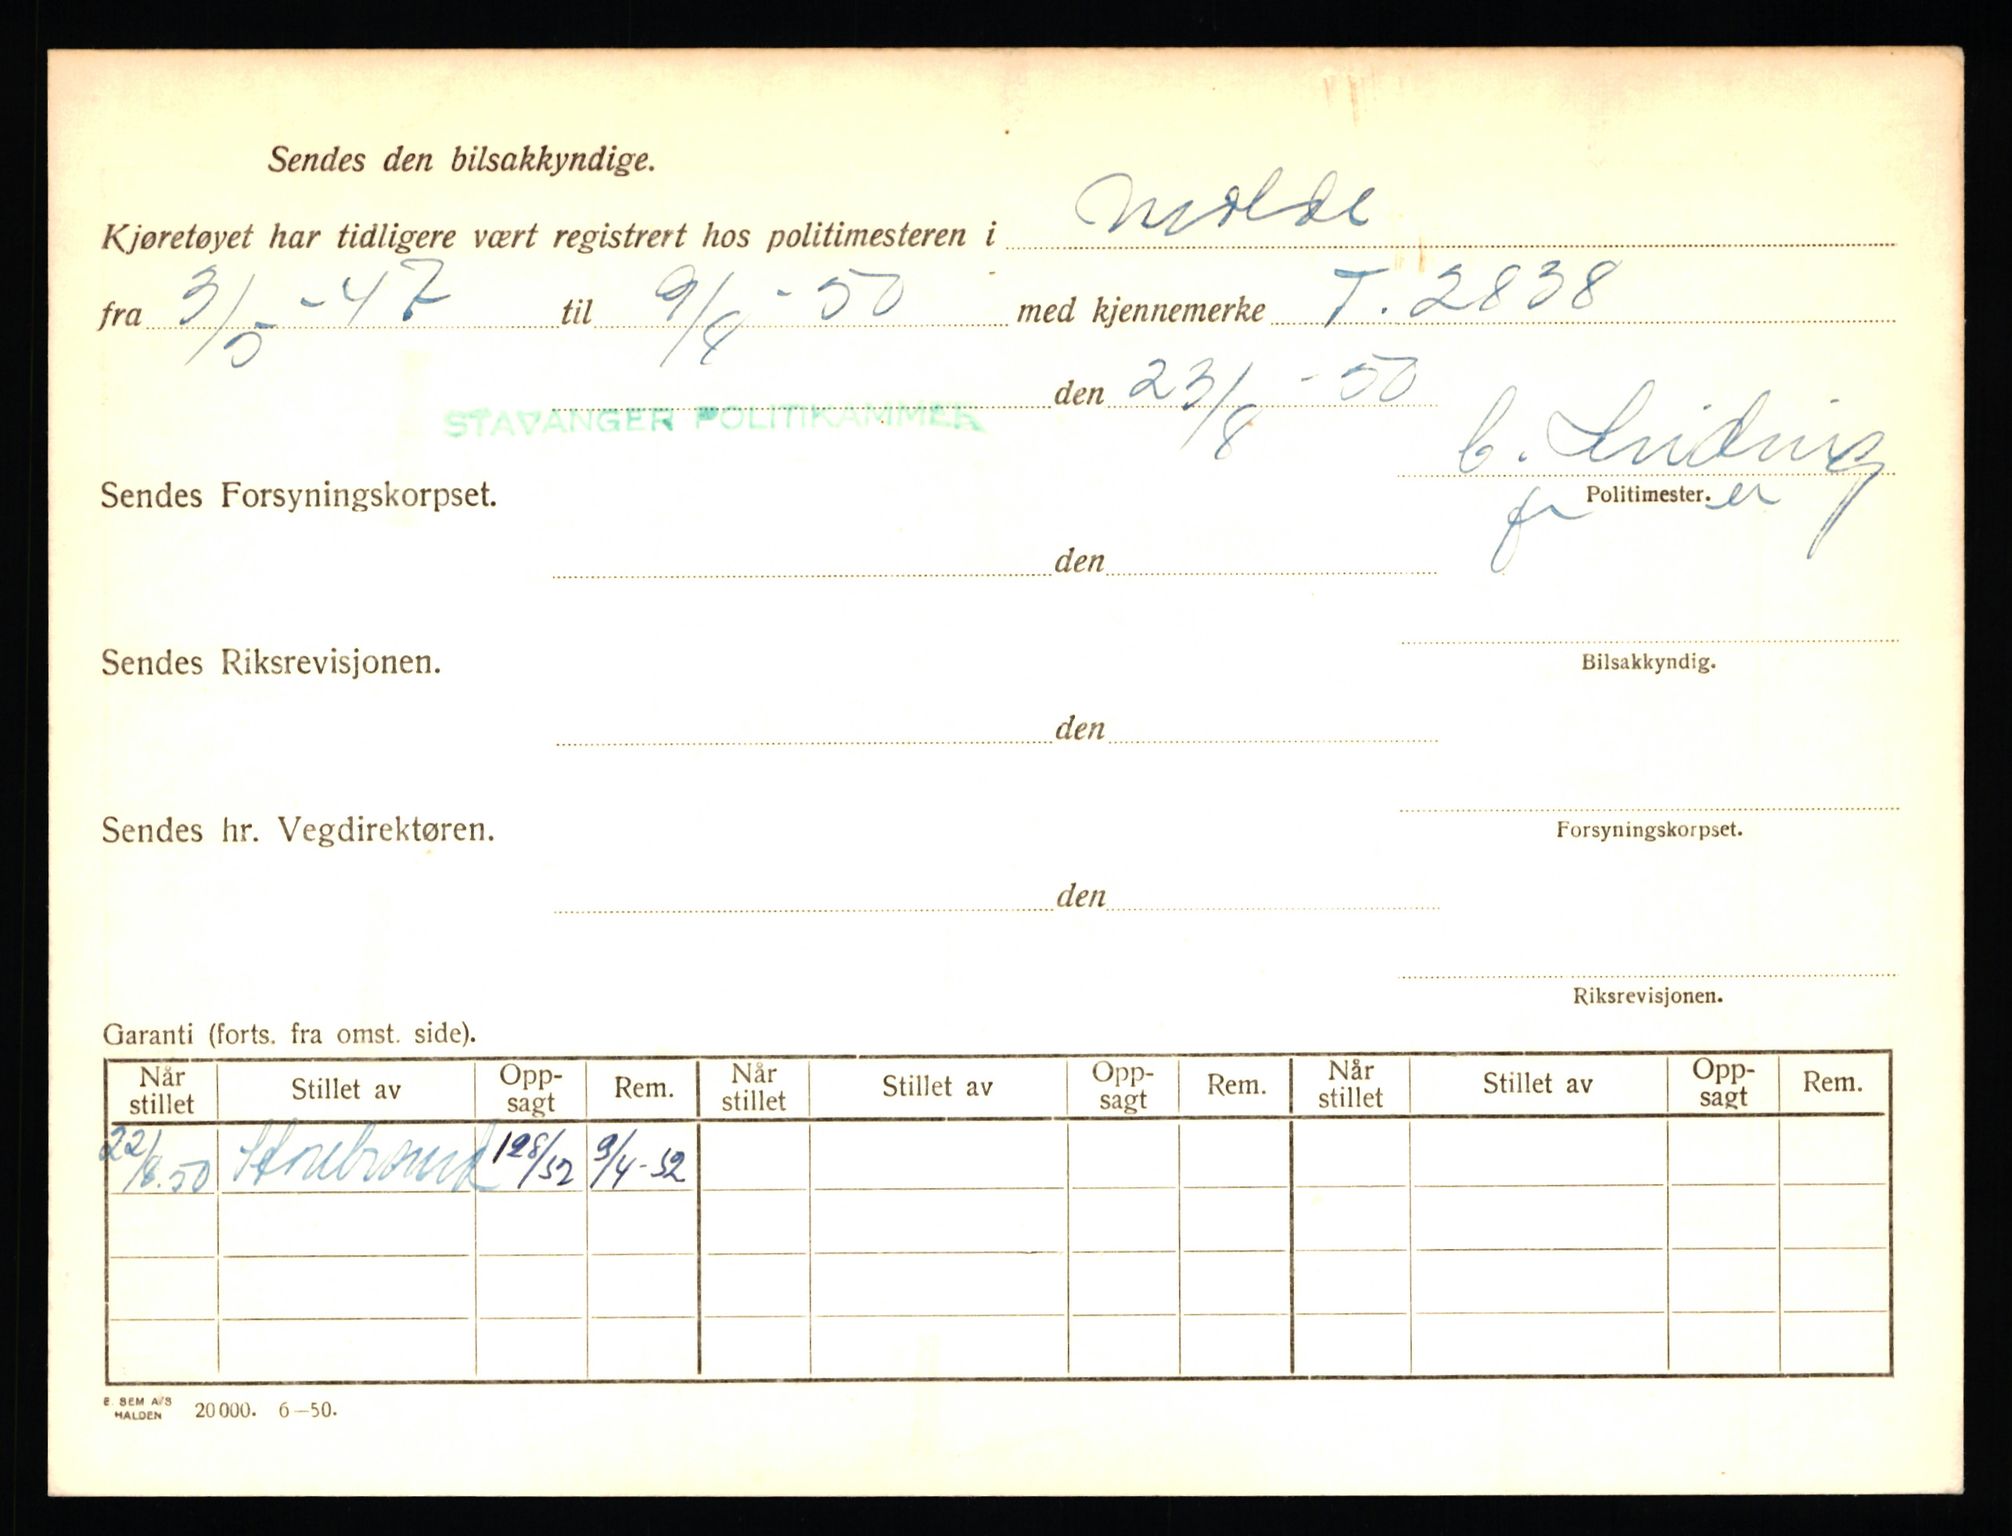 Sendes den bilsakkyndige.
Kjøretøyet har tidligere vært registrert hos politimesteren i Molde
fra 3/5 - 47 til 9/8 - 50 med kjennemerke T. 2838
STAVANGER POLITIKAMMER den 23/8 - 50
Sendes Forsyningskorpset.
Politimester.
den
Sendes Riksrevisjonen.
Bilsakkyndig.
den
Sendes hr. Vegdirektøren.
Forsyningskorpset.
den
Riksrevisjonen.
Garanti (forts. fra omst. side).
Når stillet Stillet av Opp-sagt Rem. Når stillet Stillet av Opp-sagt Rem. Når stillet Stillet av Opp-sagt Rem.
22/8.50 Storebrand 128/52 9/4-52
E. SEM A/S
HALDEN 20 000. 6—50.